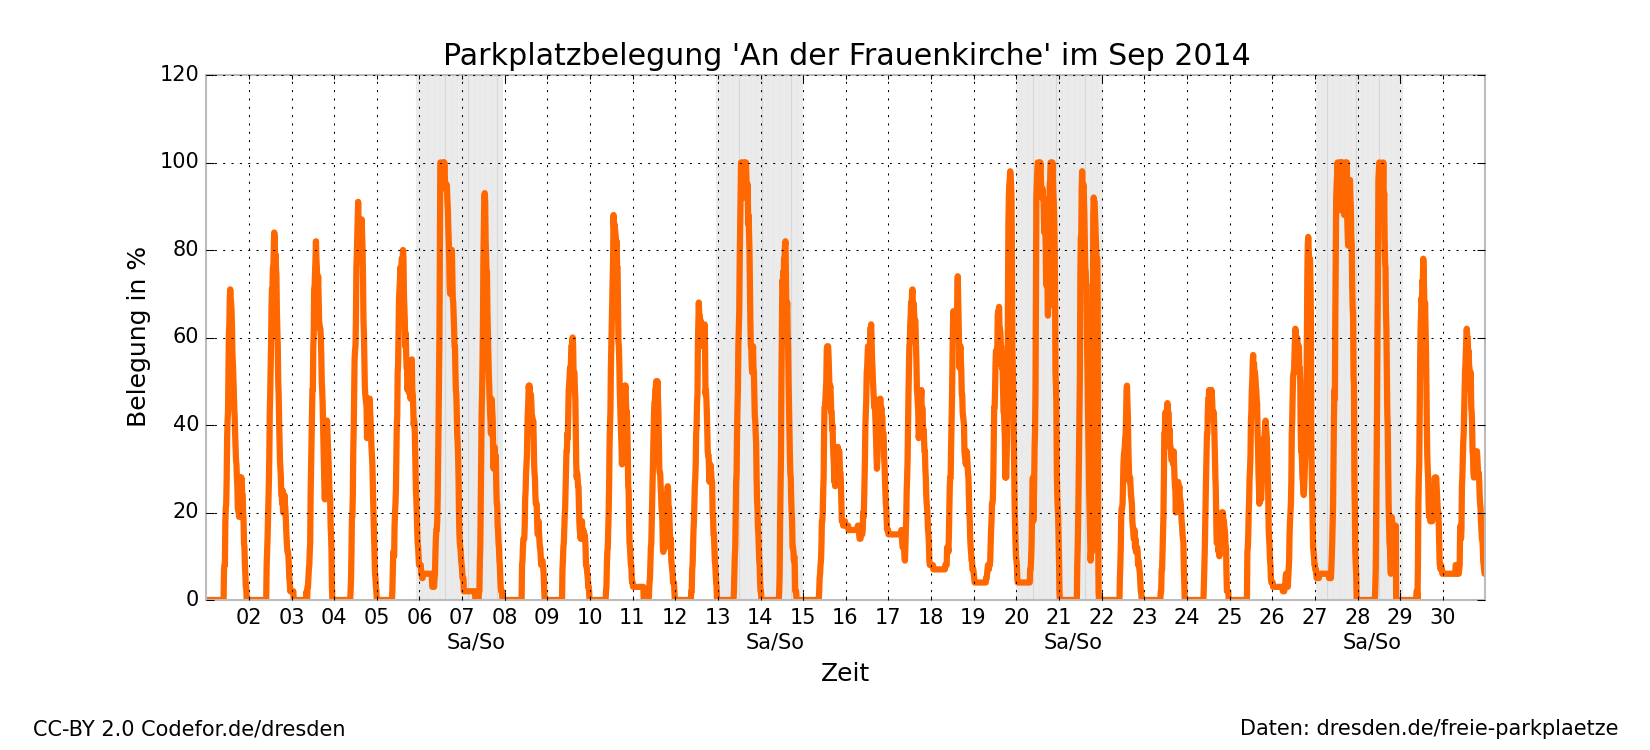 Parkplatzbelegung 'An der Frauenkirche' im Sep 2014
120
100
80
60
40
20
0
Belegung in %
02 03 04 05 06 07 08 09 10 11 12 13 14 15 16 17 18 19 20 21 22 23 24 25 26 27 28 29 30
Sa/So Sa/So Sa/So Sa/So
Zeit
CC-BY 2.0 Codefor.de/dresden
Daten: dresden.de/freie-parkplaetze